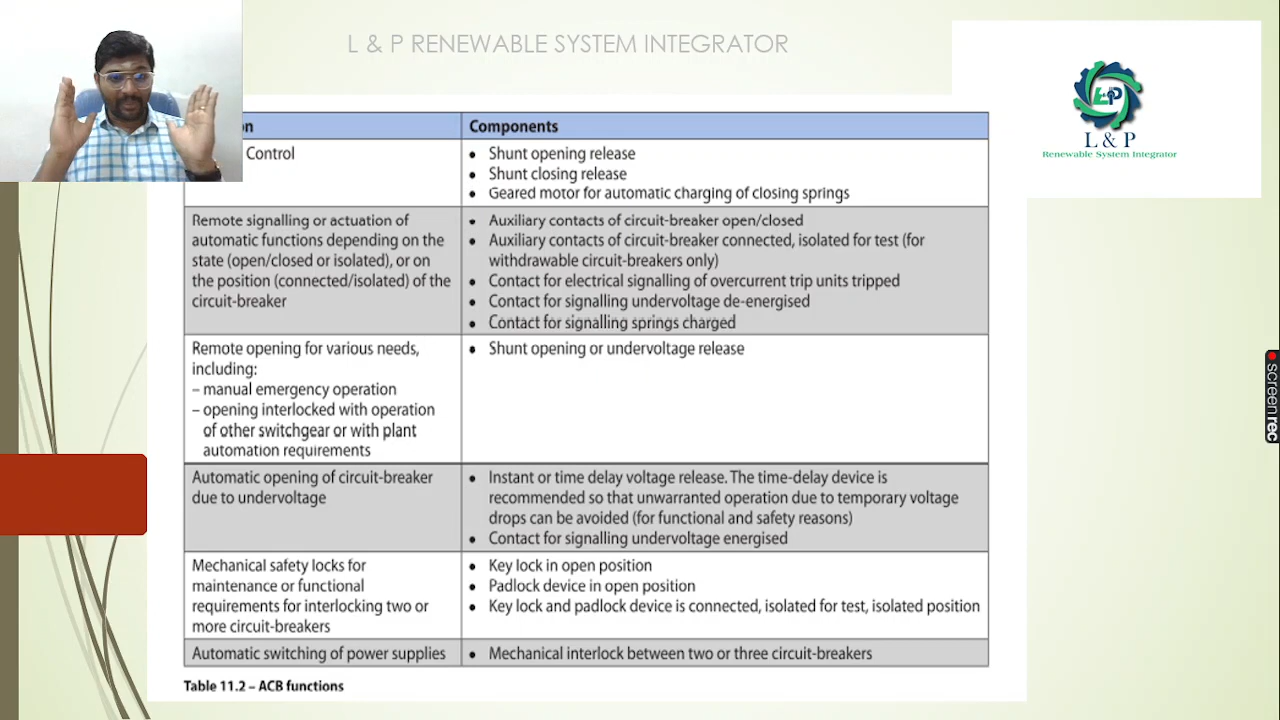 L & P RENEWABLE SYSTEM INTEGRATOR
L & P
Renewable System Integrator
Components
Control
• Shunt opening release
• Shunt closing release
• Geared motor for automatic charging of closing springs
Remote signalling or actuation of
automatic functions depending on the
state (open/closed or isolated), or on
the position (connected/isolated) of the
circuit-breaker
• Auxiliary contacts of circuit-breaker open/closed
• Auxiliary contacts of circuit-breaker connected, isolated for test (for
withdrawable circuit-breakers only)
• Contact for electrical signalling of overcurrent trip units tripped
• Contact for signalling undervoltage de-energised
• Contact for signalling springs charged
Remote opening for various needs,
including:
– manual emergency operation
– opening interlocked with operation
of other switchgear or with plant
automation requirements
• Shunt opening or undervoltage release
Automatic opening of circuit-breaker
due to undervoltage
• Instant or time delay voltage release. The time-delay device is
recommended so that unwarranted operation due to temporary voltage
drops can be avoided (for functional and safety reasons)
• Contact for signalling undervoltage energised
Mechanical safety locks for
maintenance or functional
requirements for interlocking two or
more circuit-breakers
• Key lock in open position
• Padlock device in open position
• Key lock and padlock device is connected, isolated for test, isolated position
Automatic switching of power supplies
• Mechanical interlock between two or three circuit-breakers
Table 11.2 – ACB functions
screenrec